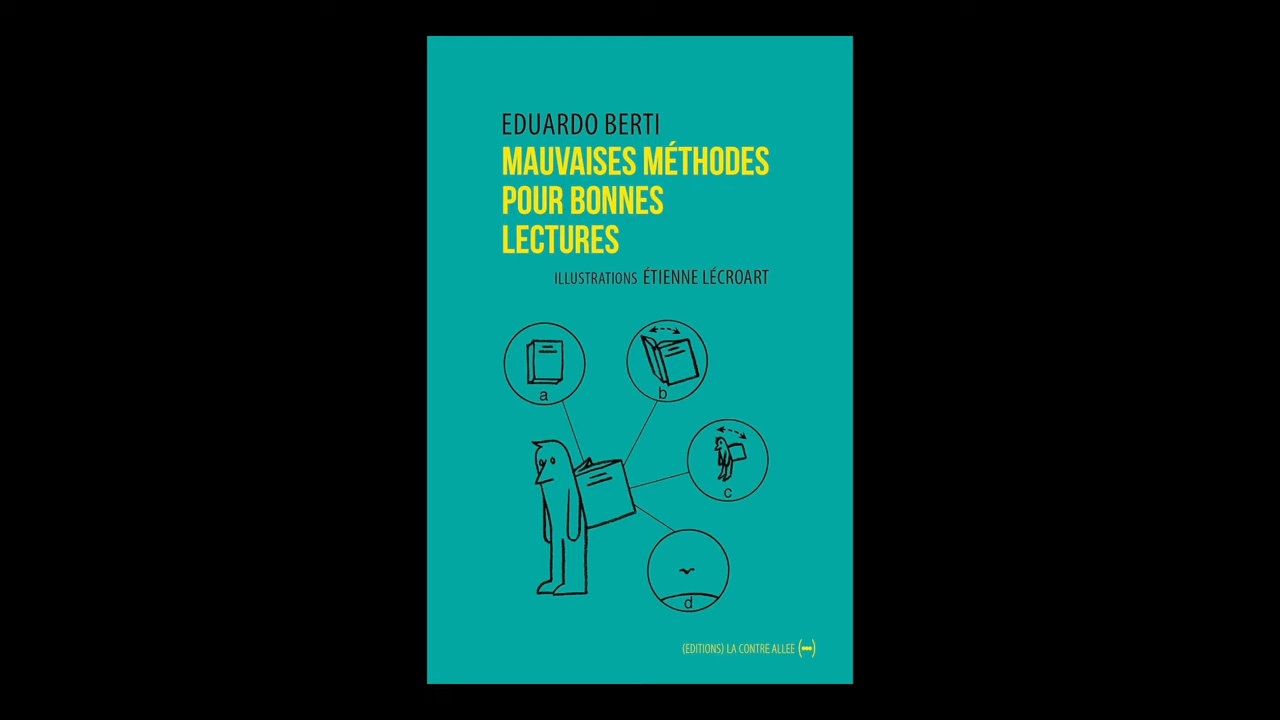 EDUARDO BERTI
MAUVAISES MÉTHODES
POUR BONNES
LECTURES
ILLUSTRATIONS ÉTIENNE LÉCROART
a
b
c
d
(EDITIONS) LA CONTRE ALLEE (•••)